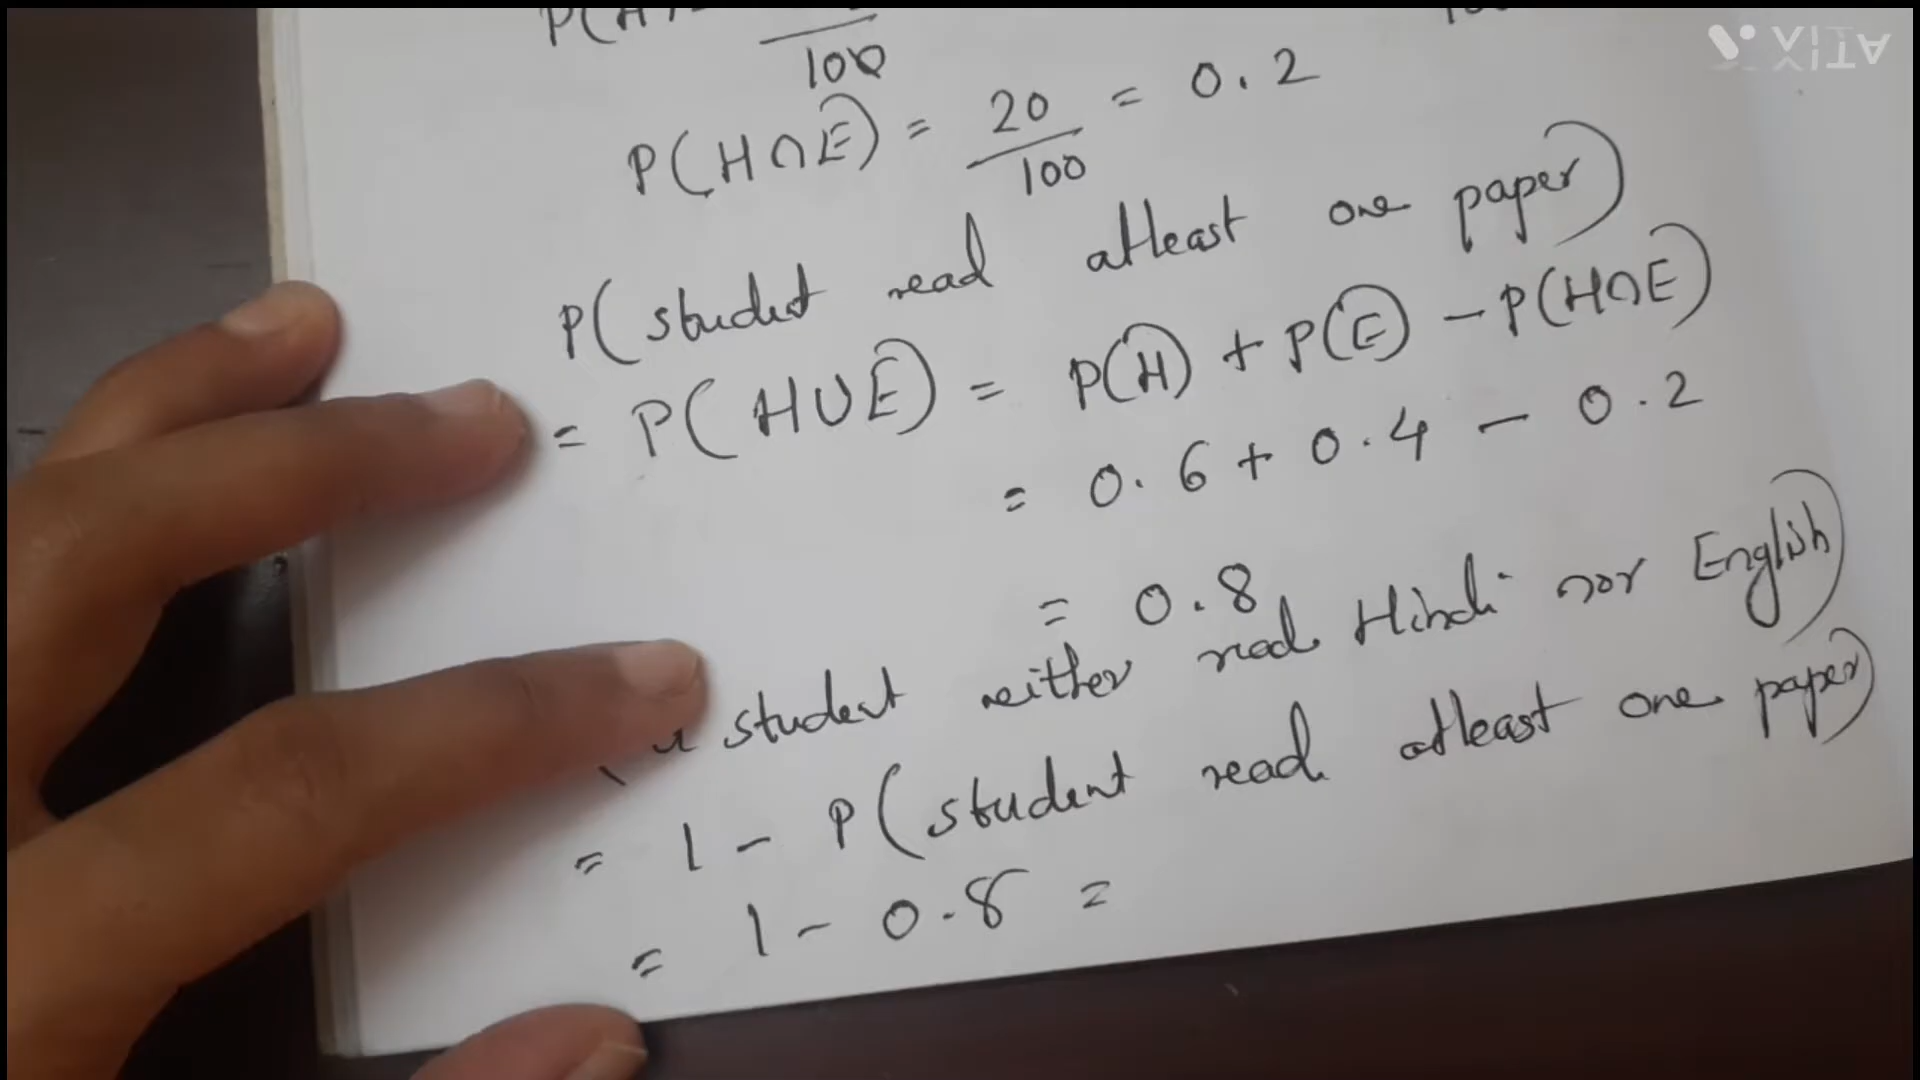 P(H)
100
P(H∩E) = 20/100 = 0.2
P(student read atleast one paper)
= P(HUE) = P(H) + P(E) - P(H∩E)
= 0.6 + 0.4 - 0.2
= 0.8
student neither read Hindi nor English)
= 1 - P(student read atleast one paper)
= 1 - 0.8 =